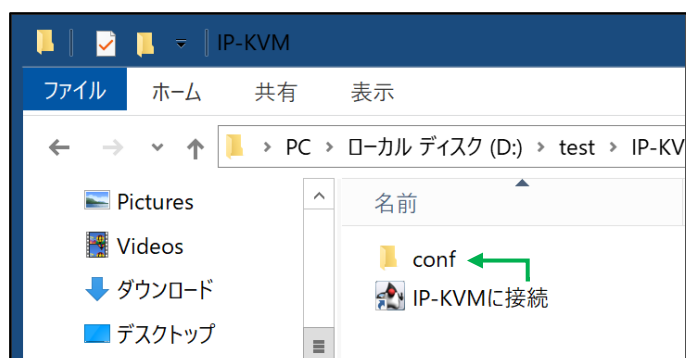 IP-KVM
ファイル ホーム 共有 表示
PC > ローカル ディスク (D:) > test > IP-KV
Pictures
名前
Videos
conf
ダウンロード
IP-KVMに接続
デスクトップ